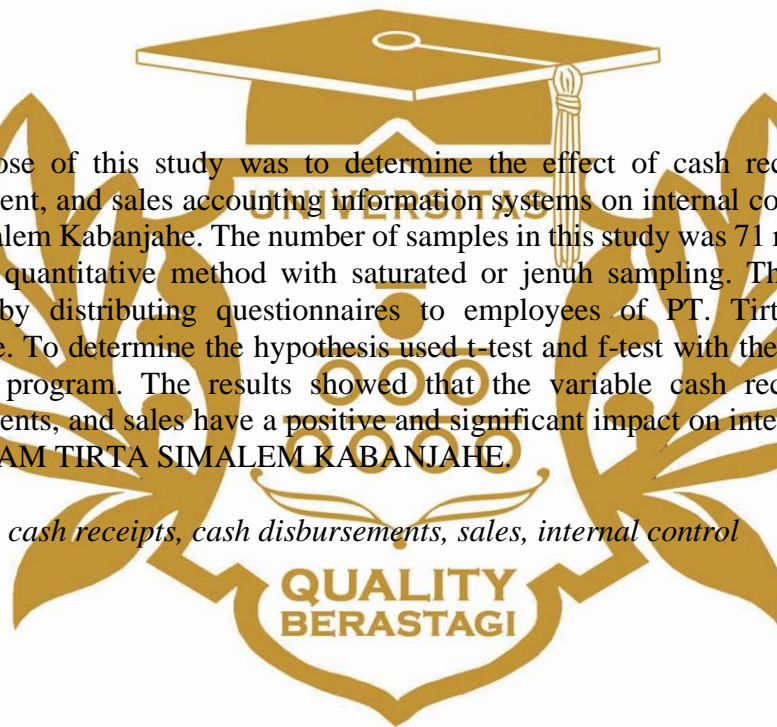 ose of this study was to determine the effect of cash rec
ent, and sales accounting information systems on internal co
UNIVERSITAS
alem Kabanjahe. The number of samples in this study was 71 r
quantitative method with saturated or jenuh sampling. Th
by distributing questionnaires to employees of PT. Tirt
e. To determine the hypothesis used t-test and f-test with the
program. The results showed that the variable cash rec
ents, and sales have a positive and significant impact on inte
AM TIRTA SIMALEM KABANJAHE.
cash receipts, cash disbursements, sales, internal control
QUALITY
BERASTAGI